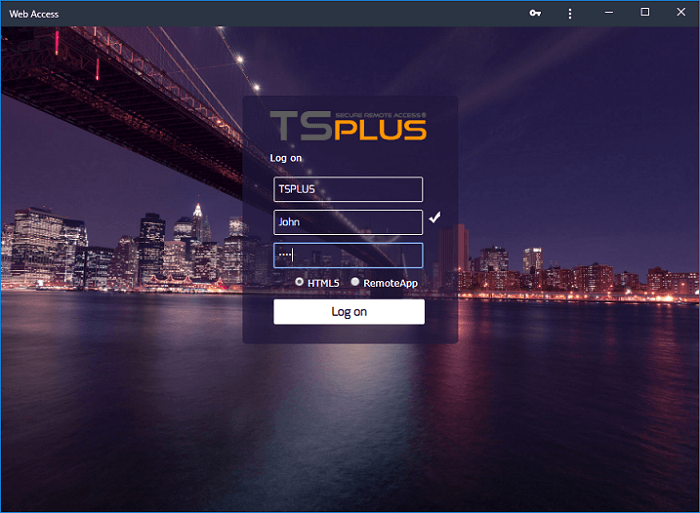 Web Access
TSPLUS
SECURE REMOTE ACCESS
Log on
TSPLUS
John
HTML5 RemoteApp
Log on